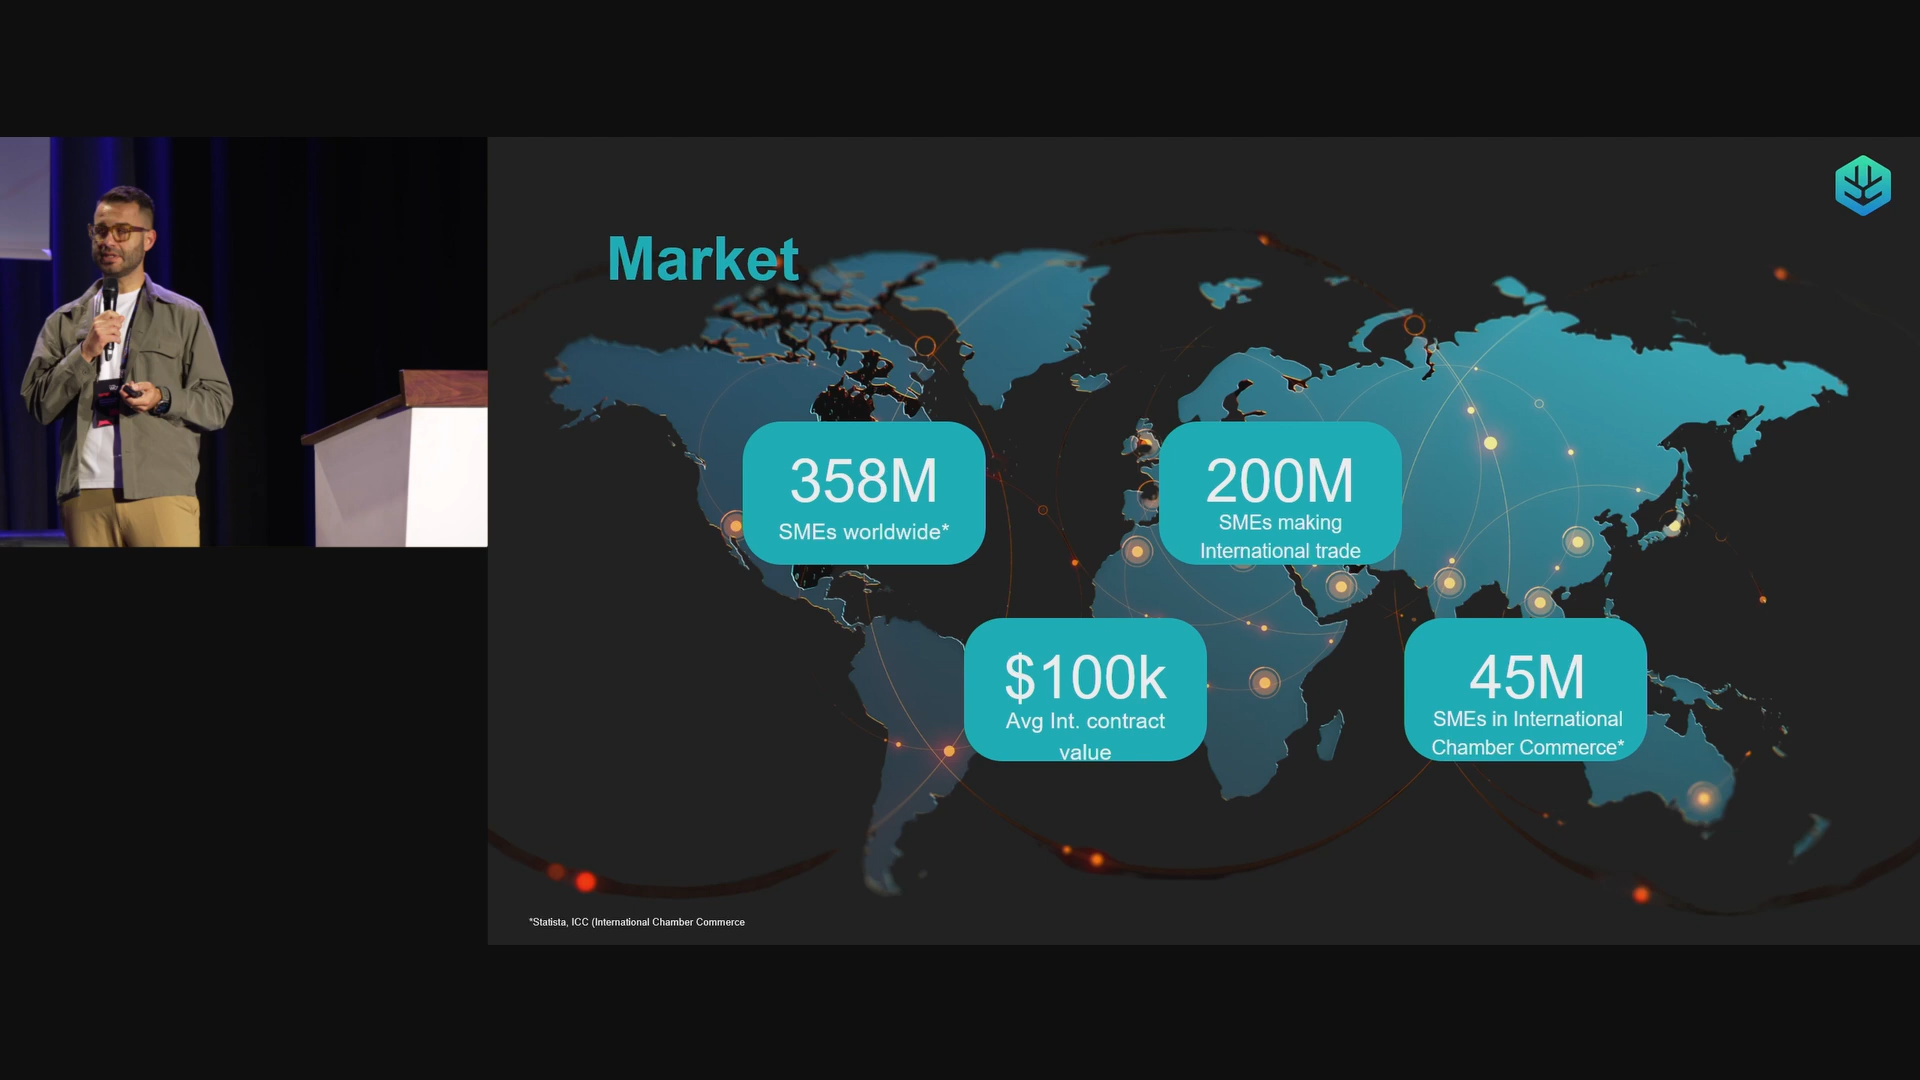 Market
358M
SMEs worldwide*
200M
SMEs making
International trade
$100k
Avg Int. contract
value
45M
SMEs in International
Chamber Commerce*
*Statista, ICC (International Chamber Commerce